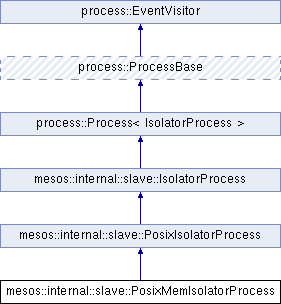 process::EventVisitor
process::ProcessBase
process::Process< IsolatorProcess >
mesos::internal::slave::IsolatorProcess
mesos::internal::slave::PosixIsolatorProcess
mesos::internal::slave::PosixMemIsolatorProcess